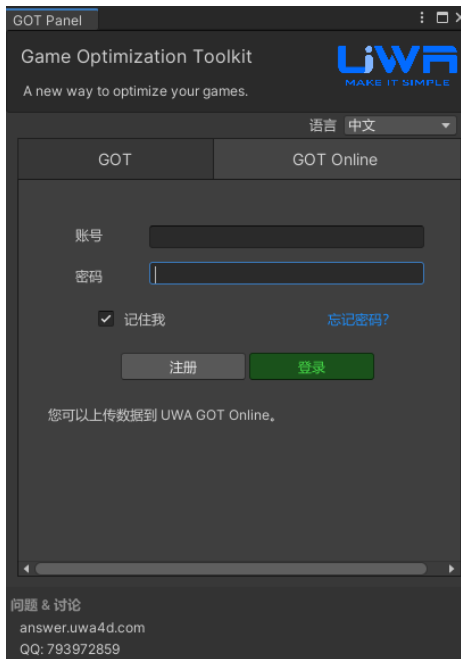 GOT Panel
Game Optimization Toolkit
UWA
MAKE IT SIMPLE
A new way to optimize your games.
语言 中文
GOT GOT Online
账号
密码
记住我 忘记密码?
注册 登录
您可以上传数据到 UWA GOT Online。
问题 & 讨论
answer.uwa4d.com
QQ: 793972859